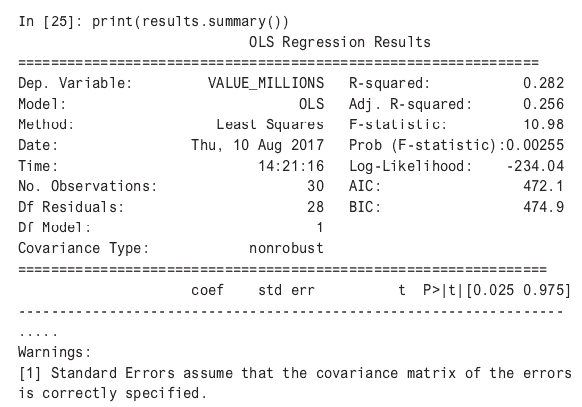 In [25]: print(results.summary())
OLS Regression Results
==============================================================
Dep. Variable: VALUE_MILLIONS R-squared: 0.282
Model: OLS Adj. R-squared: 0.256
Method: Least Squares F-statistic: 10.98
Date: Thu, 10 Aug 2017 Prob (F-statistic):0.00255
Time: 14:21:16 Log-Likelihood: -234.04
No. Observations: 30 AIC: 472.1
Df Residuals: 28 BIC: 474.9
Df Model: 1
Covariance Type: nonrobust
===============================================================
coef std err t P>|t|[0.025 0.975]
-----------------------------------------------------------------
.....
Warnings:
[1] Standard Errors assume that the covariance matrix of the errors
is correctly specified.